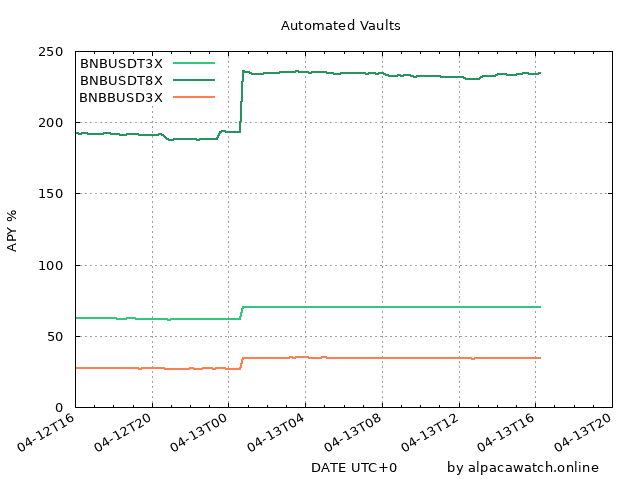 Automated Vaults
250
200
150
100
50
0
APY %
BNBUSDT3X
BNBUSDT8X
BNBBUSD3X
04-12T16
04-12T20
04-13T00
04-13T04
04-13T08
04-13T12
04-13T16
04-13T20
DATE UTC+0
by alpacawatch.online